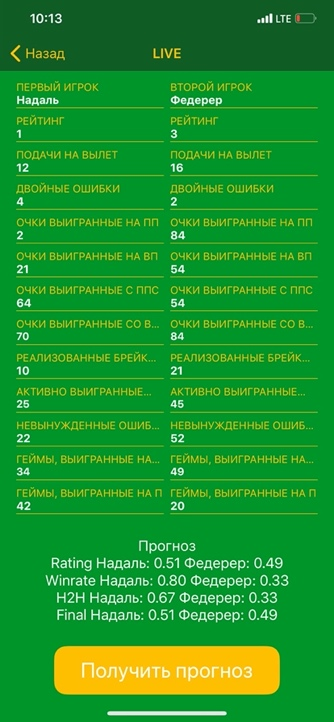 10:13 LTE
Назад LIVE
ПЕРВЫЙ ИГРОК ВТОРОЙ ИГРОК
Надаль Федерер
РЕЙТИНГ РЕЙТИНГ
1 3
ПОДАЧИ НА ВЫЛЕТ ПОДАЧИ НА ВЫЛЕТ
12 16
ДВОЙНЫЕ ОШИБКИ ДВОЙНЫЕ ОШИБКИ
4 2
ОЧКИ ВЫИГРАННЫЕ НА ПП ОЧКИ ВЫИГРАННЫЕ НА ПП
2 84
ОЧКИ ВЫИГРАННЫЕ НА ВП ОЧКИ ВЫИГРАННЫЕ НА ВП
21 54
ОЧКИ ВЫИГРАННЫЕ С ППС ОЧКИ ВЫИГРАННЫЕ С ППС
64 54
ОЧКИ ВЫИГРАННЫЕ СО В... ОЧКИ ВЫИГРАННЫЕ СО В...
70 84
РЕАЛИЗОВАННЫЕ БРЕЙК... РЕАЛИЗОВАННЫЕ БРЕЙК...
10 21
АКТИВНО ВЫИГРАННЫЕ... АКТИВНО ВЫИГРАННЫЕ...
25 45
НЕВЫНУЖДЕННЫЕ ОШИБ... НЕВЫНУЖДЕННЫЕ ОШИБ...
22 52
ГЕЙМЫ, ВЫИГРАННЫЕ НА... ГЕЙМЫ, ВЫИГРАННЫЕ НА...
34 49
ГЕЙМЫ, ВЫИГРАННЫЕ НА П ГЕЙМЫ, ВЫИГРАННЫЕ НА П
42 20
Прогноз
Rating Надаль: 0.51 Федерер: 0.49
Winrate Надаль: 0.80 Федерер: 0.33
H2H Надаль: 0.67 Федерер: 0.33
Final Надаль: 0.51 Федерер: 0.49
Получить прогноз